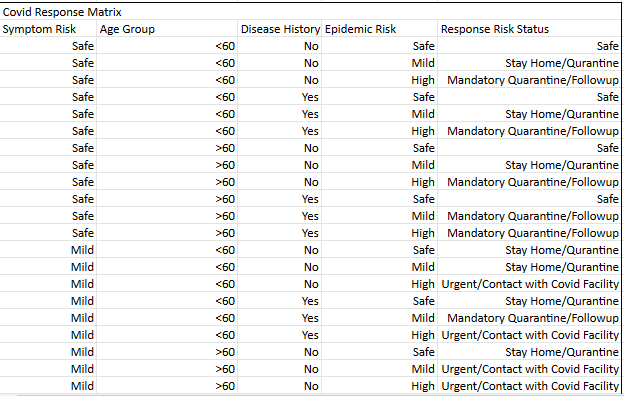 Covid Response Matrix
Symptom Risk Age Group Disease History Epidemic Risk Response Risk Status
Safe <60 No Safe Safe
Safe <60 No Mild Stay Home/Qurantine
Safe <60 No High Mandatory Quarantine/Followup
Safe <60 Yes Safe Safe
Safe <60 Yes Mild Stay Home/Qurantine
Safe <60 Yes High Mandatory Quarantine/Followup
Safe >60 No Safe Safe
Safe >60 No Mild Stay Home/Qurantine
Safe >60 No High Mandatory Quarantine/Followup
Safe >60 Yes Safe Safe
Safe >60 Yes Mild Mandatory Quarantine/Followup
Safe >60 Yes High Mandatory Quarantine/Followup
Mild <60 No Safe Stay Home/Qurantine
Mild <60 No Mild Stay Home/Qurantine
Mild <60 No High Urgent/Contact with Covid Facility
Mild <60 Yes Safe Stay Home/Qurantine
Mild <60 Yes Mild Mandatory Quarantine/Followup
Mild <60 Yes High Urgent/Contact with Covid Facility
Mild >60 No Safe Stay Home/Qurantine
Mild >60 No Mild Urgent/Contact with Covid Facility
Mild >60 No High Urgent/Contact with Covid Facility